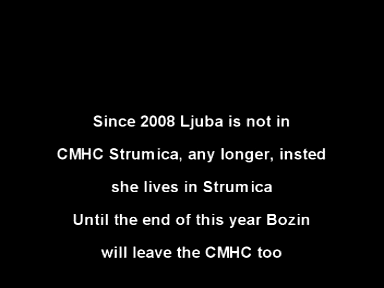 Since 2008 Ljuba is not in
CMHC Strumica, any longer, insted
she lives in Strumica
Until the end of this year Bozin
will leave the CMHC too